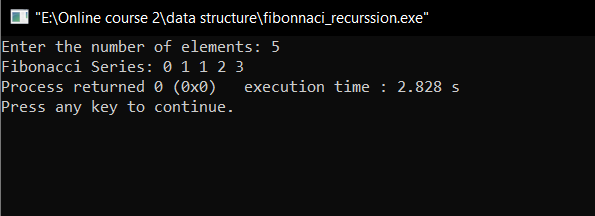 "E:\Online course 2\data structure\fibonnaci_recurssion.exe"
Enter the number of elements: 5
Fibonacci Series: 0 1 1 2 3
Process returned 0 (0x0)   execution time : 2.828 s
Press any key to continue.